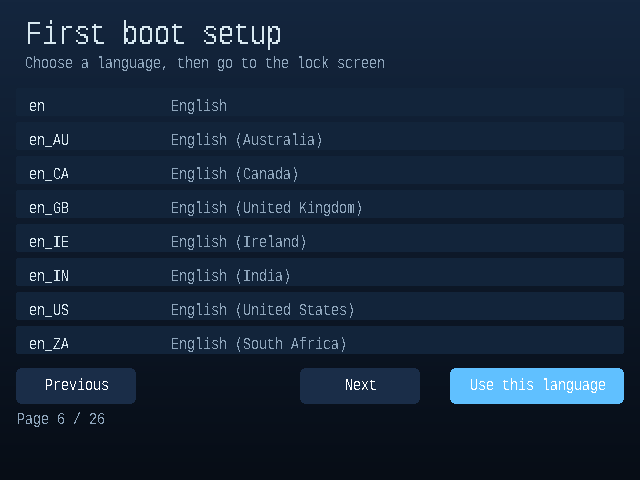 First boot setup
Choose a language, then go to the lock screen
en English
en_AU English (Australia)
en_CA English (Canada)
en_GB English (United Kingdom)
en_IE English (Ireland)
en_IN English (India)
en_US English (United States)
en_ZA English (South Africa)
Previous Next Use this language
Page 6 / 26